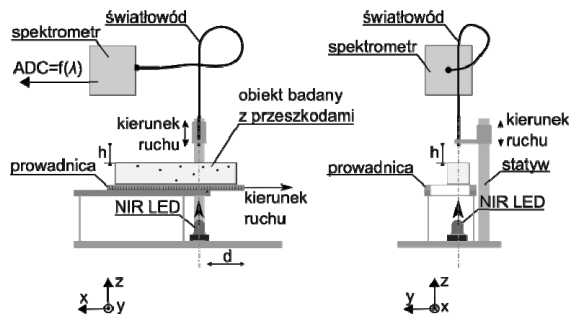 światłowód
spektrometr
ADC=f(λ)
obiekt badany
z przeszkodami
kierunek
ruchu
h
prowadnica
kierunek
ruchu
NIR LED
d
z
x
y
światłowód
spektrometr
kierunek
ruchu
h
prowadnica
statyw
NIR LED
z
y
x